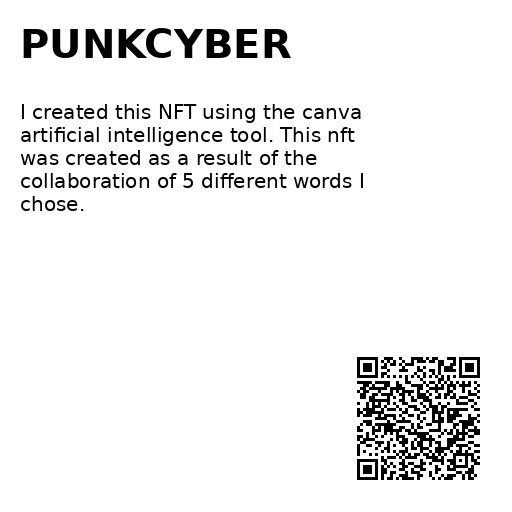 PUNKCYBER
I created this NFT using the canva
artificial intelligence tool. This nft
was created as a result of the
collaboration of 5 different words I
chose.